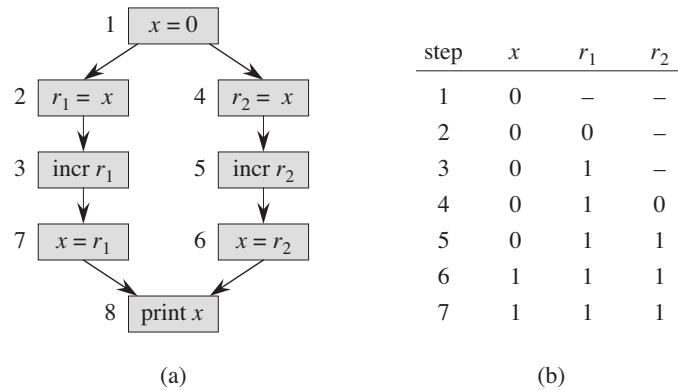 1 x = 0
2 r1 = x 4 r2 = x
3 incr r1 5 incr r2
7 x = r1 6 x = r2
8 print x
(a)
step x r1 r2
1 0 – –
2 0 0 –
3 0 1 –
4 0 1 0
5 0 1 1
6 1 1 1
7 1 1 1
(b)